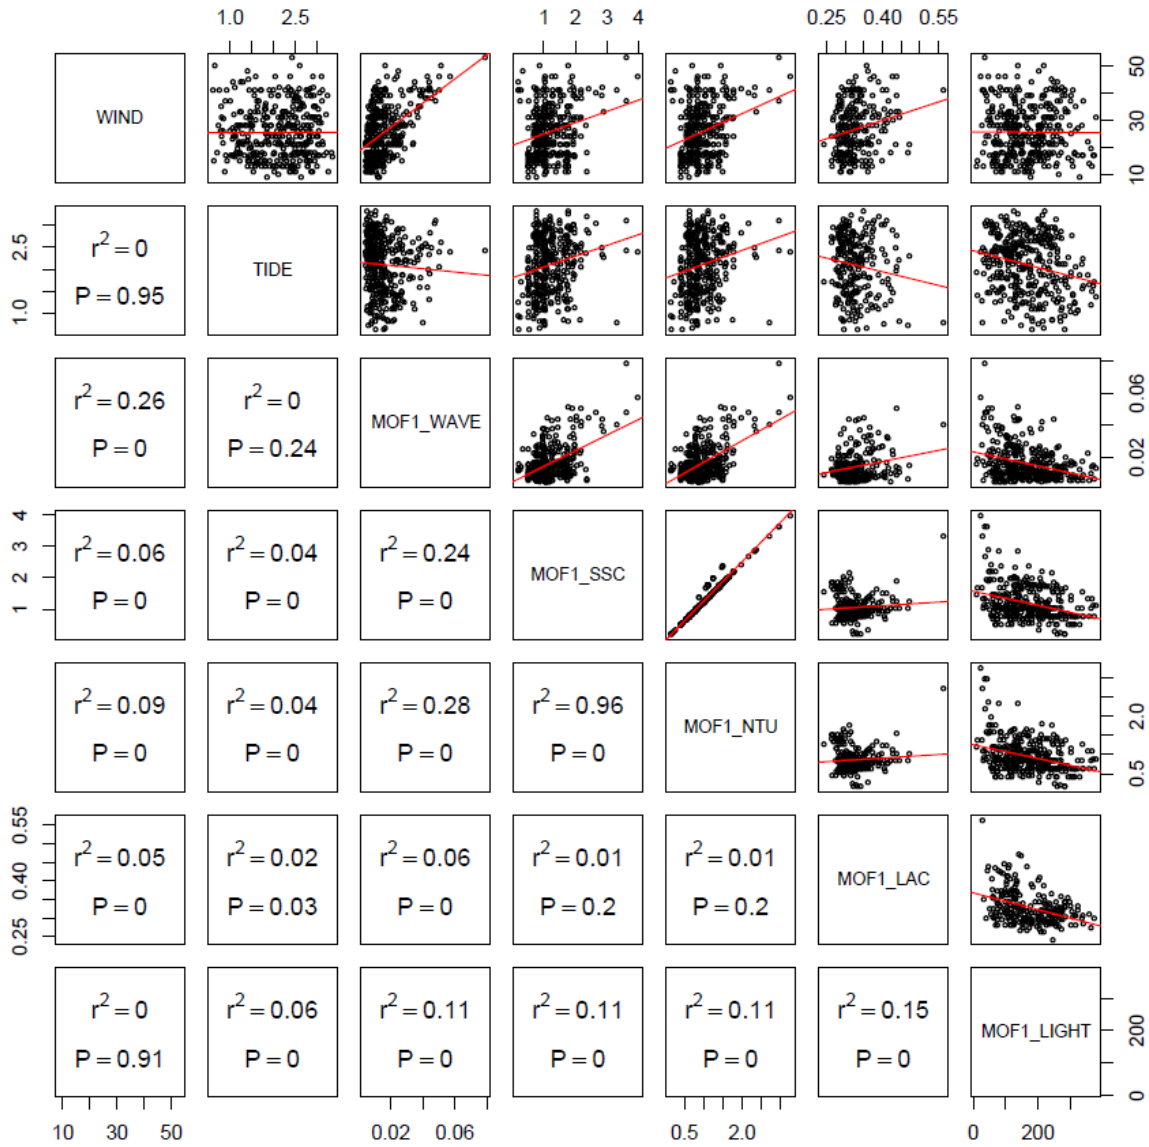 1.0 2.5 1 2 3 4 0.25 0.40 0.55
WIND
10 30 50
1.0 2.5
r² = 0
P = 0.95
TIDE
r² = 0.26
P = 0
r² = 0
P = 0.24
MOF1_WAVE
0.02 0.06
1 2 3 4
r² = 0.06
P = 0
r² = 0.04
P = 0
r² = 0.24
P = 0
MOF1_SSC
r² = 0.09
P = 0
r² = 0.04
P = 0
r² = 0.28
P = 0
r² = 0.96
P = 0
MOF1_NTU
0.5 2.0
0.25 0.40 0.55
r² = 0.05
P = 0
r² = 0.02
P = 0.03
r² = 0.06
P = 0
r² = 0.01
P = 0.2
r² = 0.01
P = 0.2
MOF1_LAC
r² = 0
P = 0.91
r² = 0.06
P = 0
r² = 0.11
P = 0
r² = 0.11
P = 0
r² = 0.11
P = 0
r² = 0.15
P = 0
MOF1_LIGHT
0 200
10 30 50 0.02 0.06 0.5 2.0 0 200